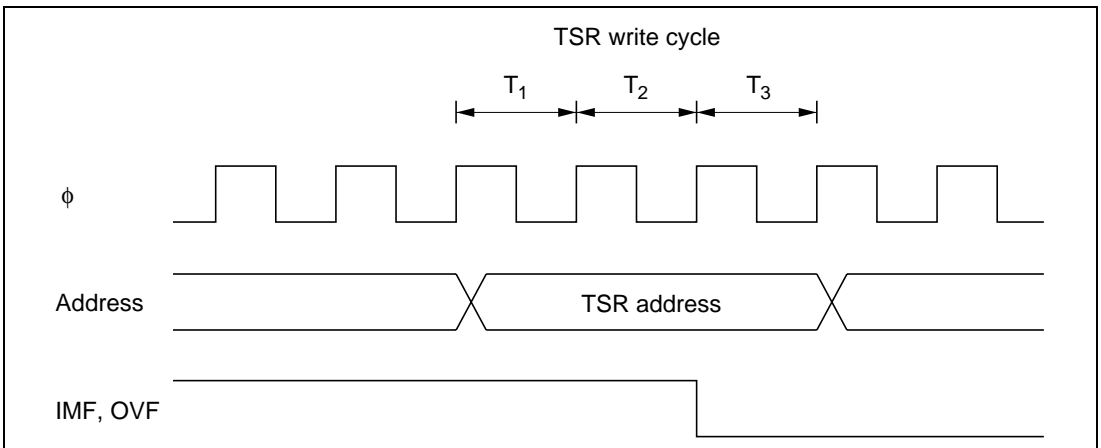 TSR write cycle
T₁ T₂ T₃
φ
Address TSR address
IMF, OVF